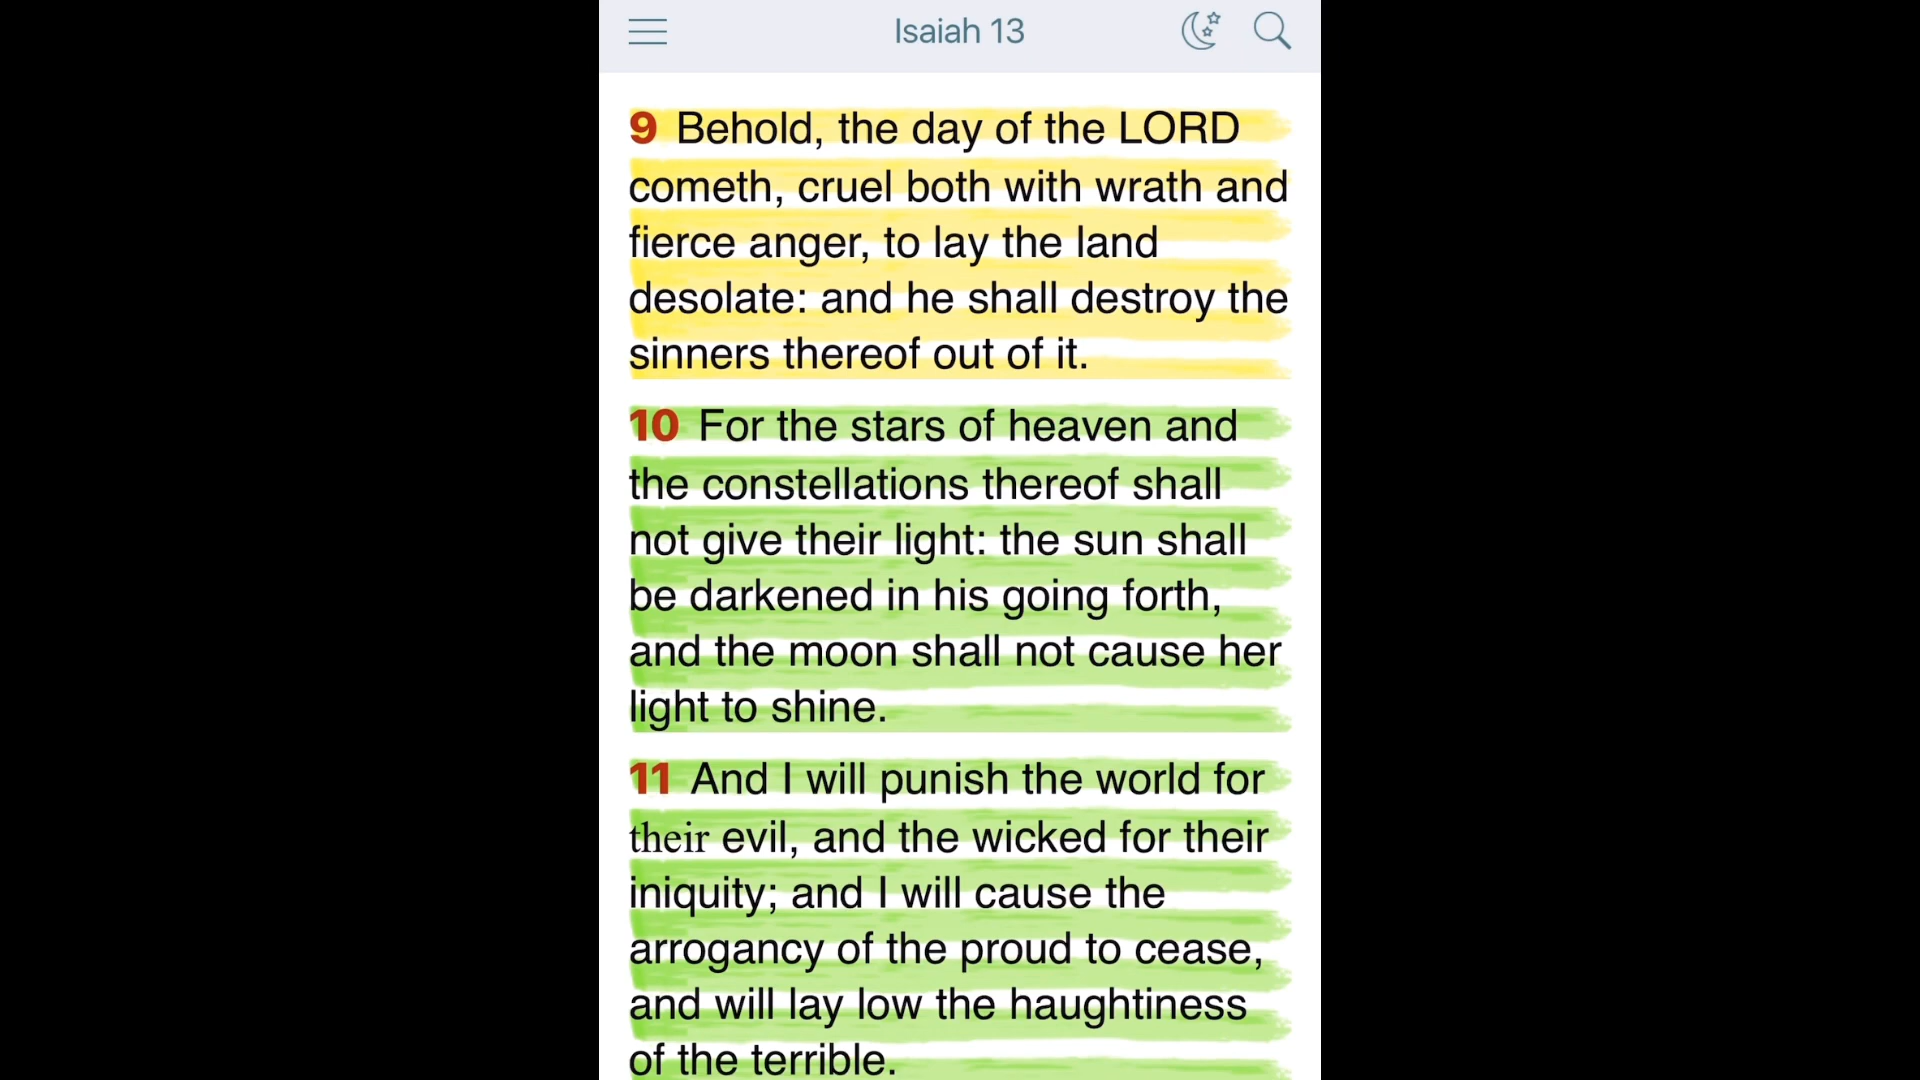 Isaiah 13
9 Behold, the day of the LORD
cometh, cruel both with wrath and
fierce anger, to lay the land
desolate: and he shall destroy the
sinners thereof out of it.
10 For the stars of heaven and
the constellations thereof shall
not give their light: the sun shall
be darkened in his going forth,
and the moon shall not cause her
light to shine.
11 And I will punish the world for
their evil, and the wicked for their
iniquity; and I will cause the
arrogancy of the proud to cease,
and will lay low the haughtiness
of the terrible.